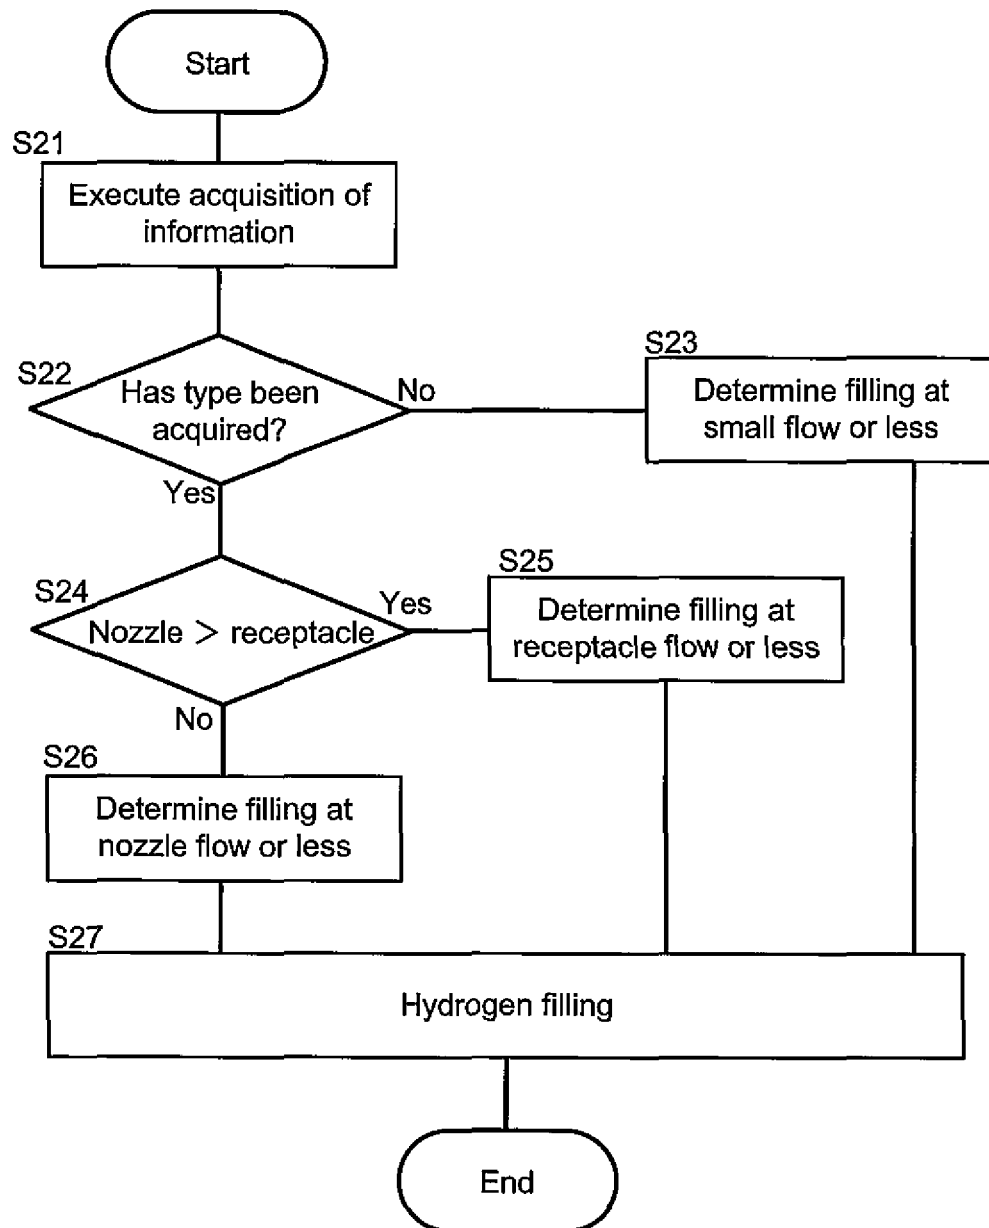 Start
S21
Execute acquisition of
information
S22
Has type been
acquired?
No
Yes
S23
Determine filling at
small flow or less
S24
Nozzle > receptacle
Yes
No
S25
Determine filling at
receptacle flow or less
S26
Determine filling at
nozzle flow or less
S27
Hydrogen filling
End